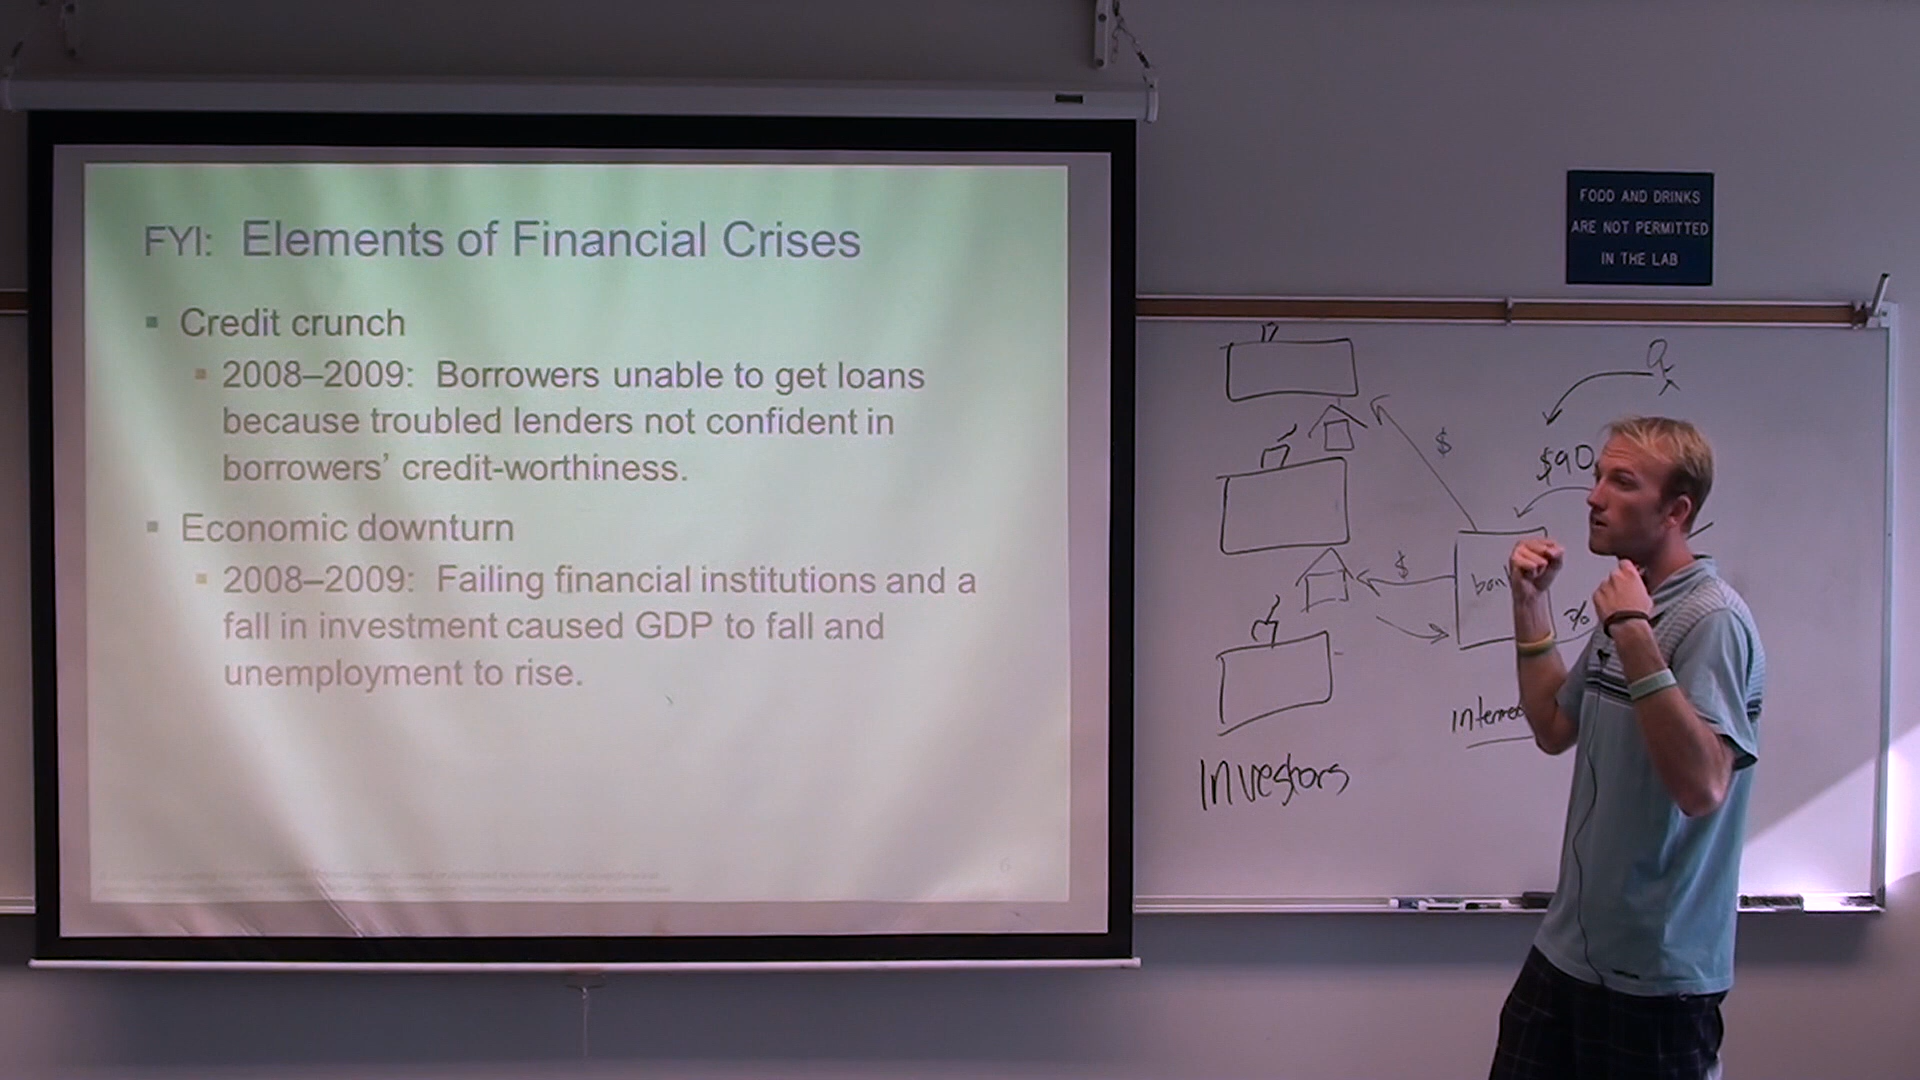 FYI: Elements of Financial Crises
Credit crunch
2008–2009: Borrowers unable to get loans
because troubled lenders not confident in
borrowers' credit-worthiness.
Economic downturn
2008–2009: Failing financial institutions and a
fall in investment caused GDP to fall and
unemployment to rise.
6
FOOD AND DRINKS
ARE NOT PERMITTED
IN THE LAB
$
$90
$
%
Investors